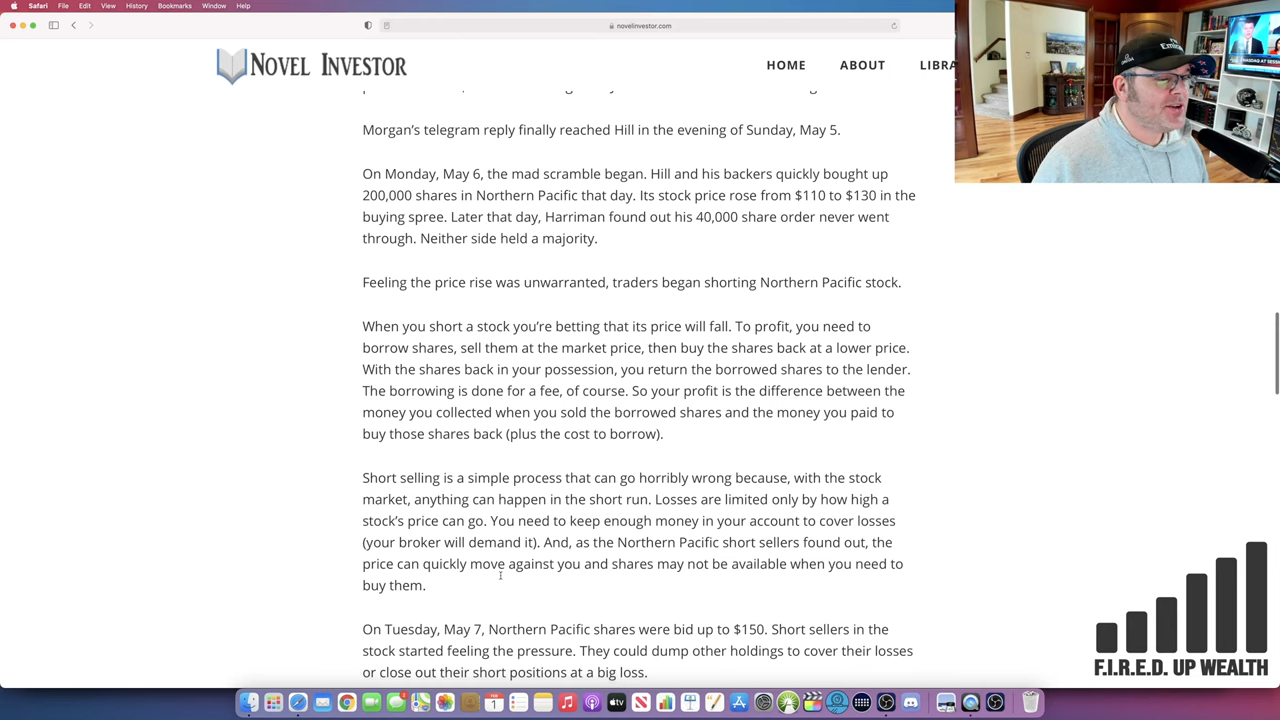 Safari File Edit View History Bookmarks Window Help
novelinvestor.com
NOVEL INVESTOR
HOME ABOUT LIBRA
Morgan's telegram reply finally reached Hill in the evening of Sunday, May 5.
On Monday, May 6, the mad scramble began. Hill and his backers quickly bought up
200,000 shares in Northern Pacific that day. Its stock price rose from $110 to $130 in the
buying spree. Later that day, Harriman found out his 40,000 share order never went
through. Neither side held a majority.
Feeling the price rise was unwarranted, traders began shorting Northern Pacific stock.
When you short a stock you're betting that its price will fall. To profit, you need to
borrow shares, sell them at the market price, then buy the shares back at a lower price.
With the shares back in your possession, you return the borrowed shares to the lender.
The borrowing is done for a fee, of course. So your profit is the difference between the
money you collected when you sold the borrowed shares and the money you paid to
buy those shares back (plus the cost to borrow).
Short selling is a simple process that can go horribly wrong because, with the stock
market, anything can happen in the short run. Losses are limited only by how high a
stock's price can go. You need to keep enough money in your account to cover losses
(your broker will demand it). And, as the Northern Pacific short sellers found out, the
price can quickly move against you and shares may not be available when you need to
buy them.
On Tuesday, May 7, Northern Pacific shares were bid up to $150. Short sellers in the
stock started feeling the pressure. They could dump other holdings to cover their losses
or close out their short positions at a big loss.
F.I.R.E.D. UP WEALTH